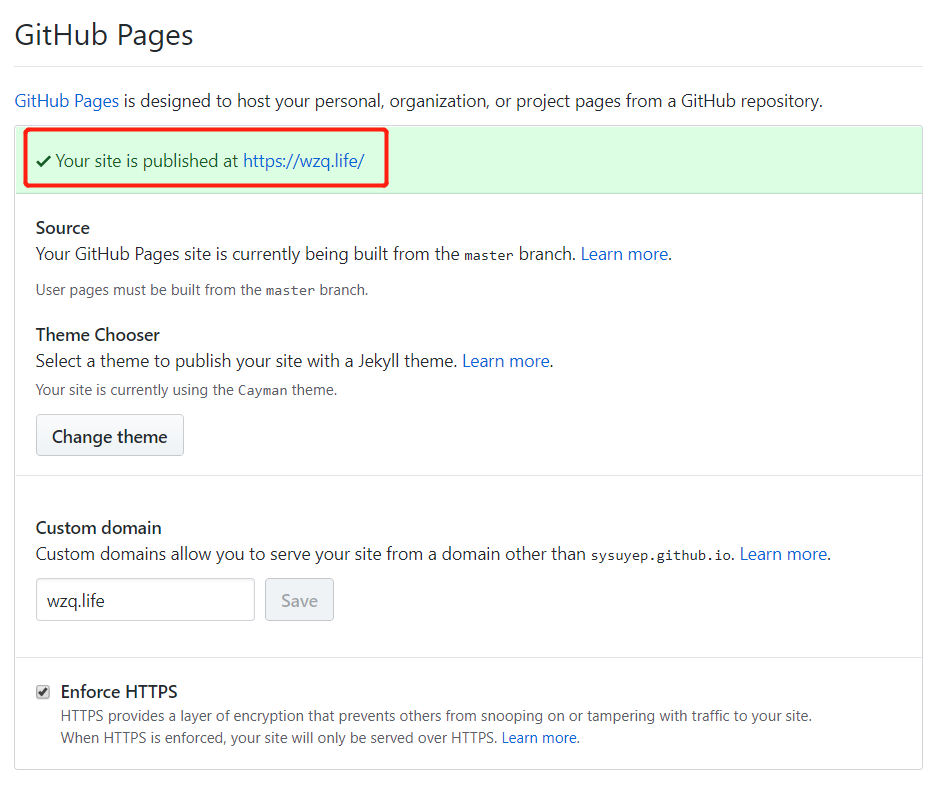 GitHub Pages
GitHub Pages is designed to host your personal, organization, or project pages from a GitHub repository.
✓ Your site is published at https://wzq.life/
Source
Your GitHub Pages site is currently being built from the master branch. Learn more.
User pages must be built from the master branch.
Theme Chooser
Select a theme to publish your site with a Jekyll theme. Learn more.
Your site is currently using the Cayman theme.
Change theme
Custom domain
Custom domains allow you to serve your site from a domain other than sysuyep.github.io. Learn more.
wzq.life Save
Enforce HTTPS
HTTPS provides a layer of encryption that prevents others from snooping on or tampering with traffic to your site.
When HTTPS is enforced, your site will only be served over HTTPS. Learn more.